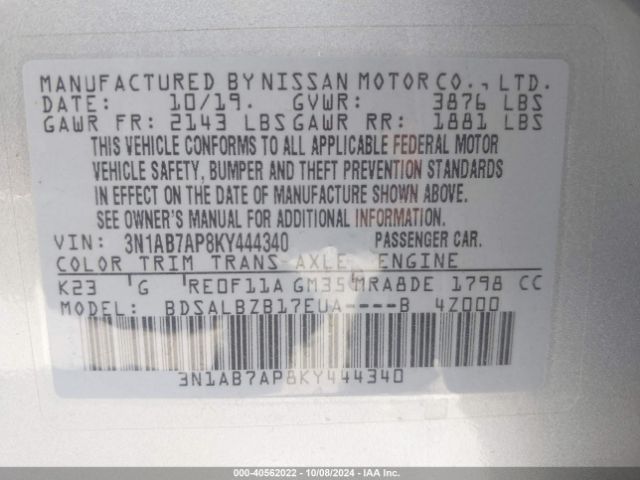 MANUFACTURED BY NISSAN MOTOR CO., LTD.
DATE: 10/19. GVWR: 3876 LBS
GAWR FR: 2143 LBS GAWR RR: 1881 LBS
THIS VEHICLE CONFORMS TO ALL APPLICABLE FEDERAL MOTOR
VEHICLE SAFETY, BUMPER AND THEFT PREVENTION STANDARDS
IN EFFECT ON THE DATE OF MANUFACTURE SHOWN ABOVE.
SEE OWNER'S MANUAL FOR ADDITIONAL INFORMATION.
VIN: 3N1AB7AP8KY444340 PASSENGER CAR.
COLOR TRIM TRANS AXLE ENGINE
K23 G RE0F11A GM35 MRA8DE 1798 CC
MODEL: BDSALBZB17EUA----B 4Z000
3N1AB7AP8KY444340
000-40562022 - 10/08/2024 - IAA Inc.